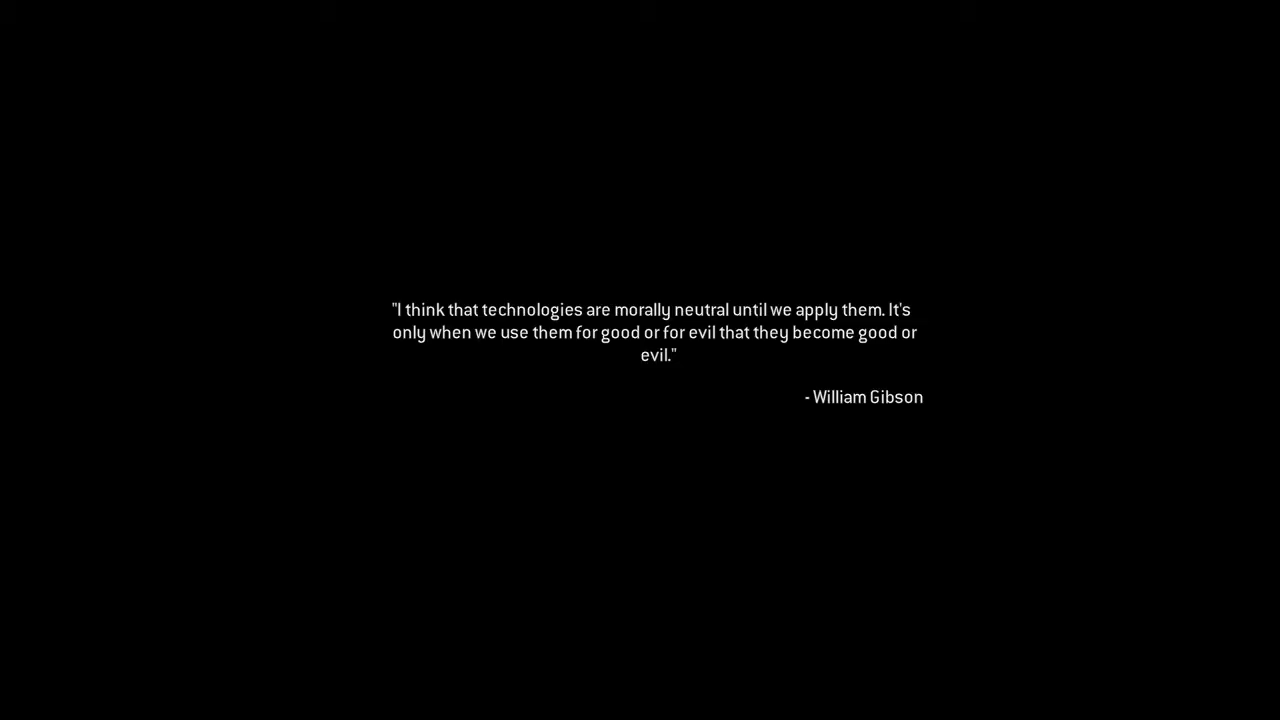 "I think that technologies are morally neutral until we apply them. It's
only when we use them for good or for evil that they become good or
evil."
- William Gibson